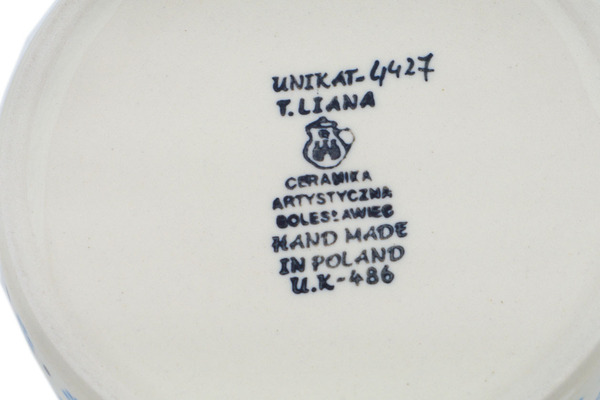 UNIKAT-4427
T. LIANA
CERAMIKA
ARTYSTYCZNA
BOLESŁAWIEC
HAND MADE
IN POLAND
U.K-486